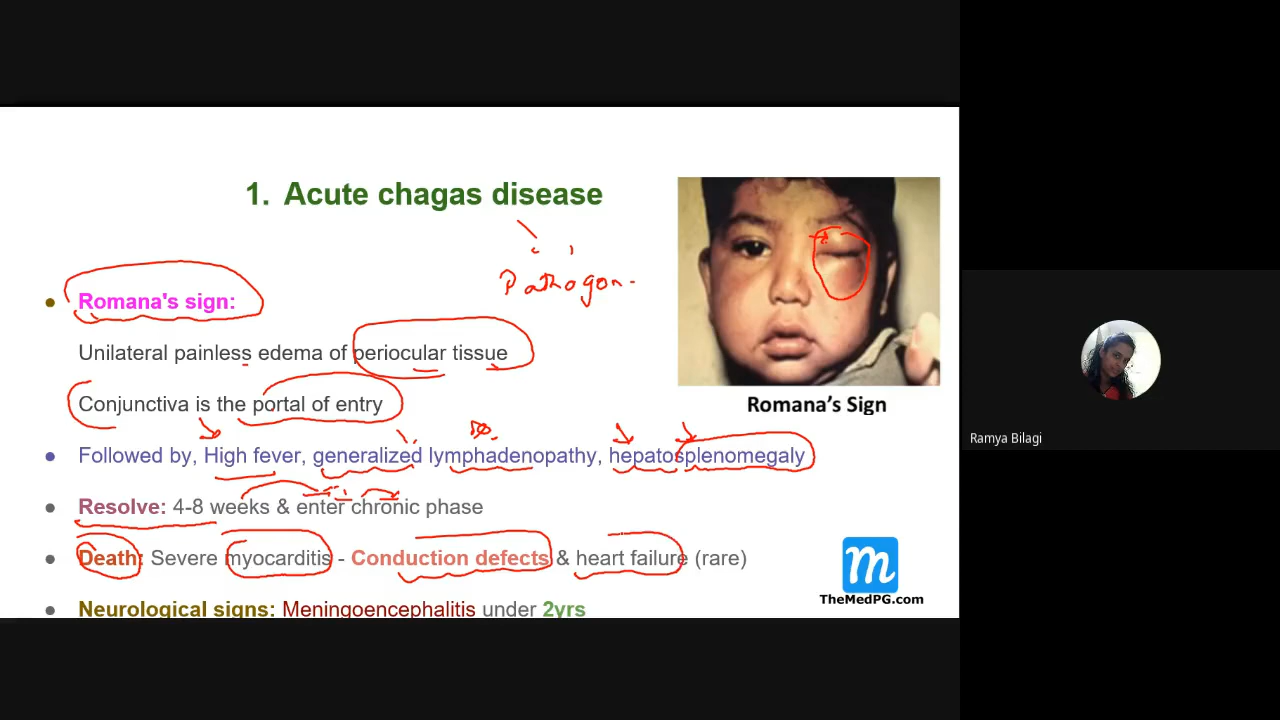 1. Acute chagas disease
Pathogon.
Romana's sign:
Unilateral painless edema of periocular tissue
Conjunctiva is the portal of entry
Followed by, High fever, generalized lymphadenopathy, hepatosplenomegaly
Resolve: 4-8 weeks & enter chronic phase
Death: Severe myocarditis - Conduction defects & heart failure (rare)
Neurological signs: Meningoencephalitis under 2yrs
Romana's Sign
m
TheMedPG.com
Ramya Bilagi